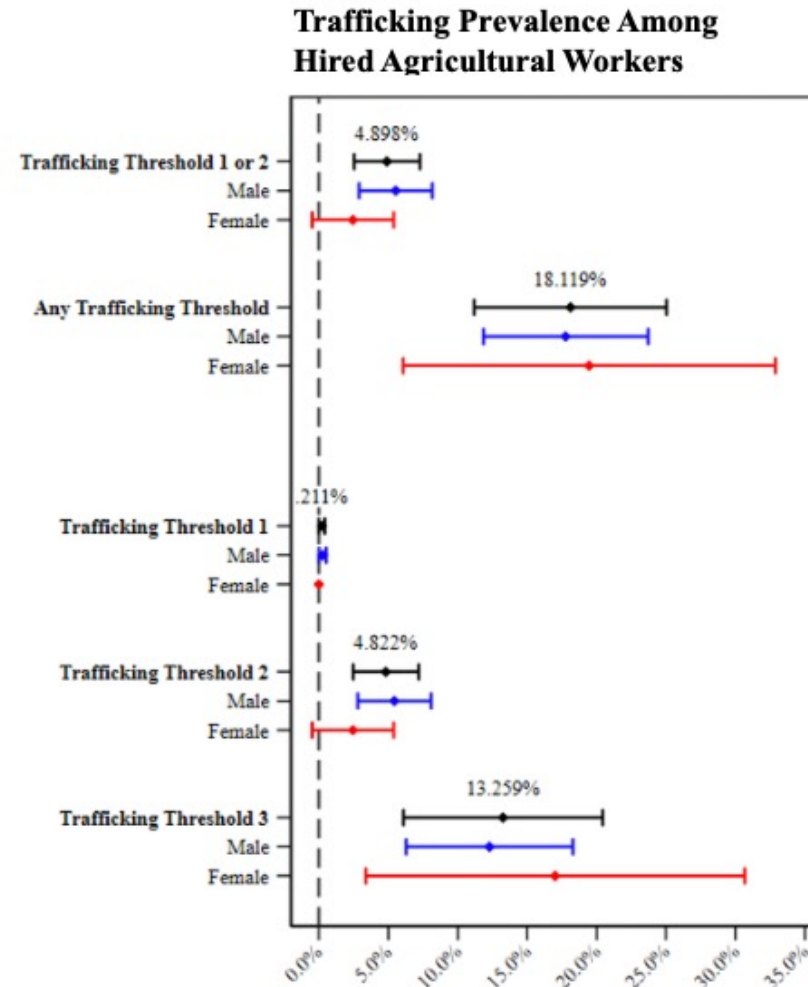 Trafficking Prevalence Among
Hired Agricultural Workers
4.898%
Trafficking Threshold 1 or 2
Male
Female
18.119%
Any Trafficking Threshold
Male
Female
.211%
Trafficking Threshold 1
Male
Female
4.822%
Trafficking Threshold 2
Male
Female
13.259%
Trafficking Threshold 3
Male
Female
0.0% 5.0% 10.0% 15.0% 20.0% 25.0% 30.0% 35.0%